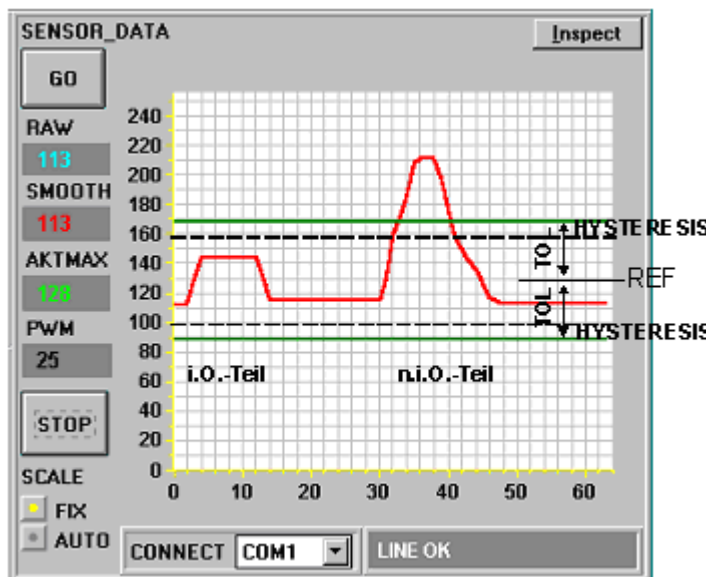 SENSOR_DATA
Inspect
GO
RAW
113
SMOOTH
113
AKTMAX
128
PWM
25
STOP
SCALE
FIX
AUTO
240
220
200
180
160
140
120
100
80
60
40
20
0
0 10 20 30 40 50 60
HYSTERESIS
TOL
REF
TOL
HYSTERESIS
i.O.-Teil
n.i.O.-Teil
CONNECT COM1
LINE OK